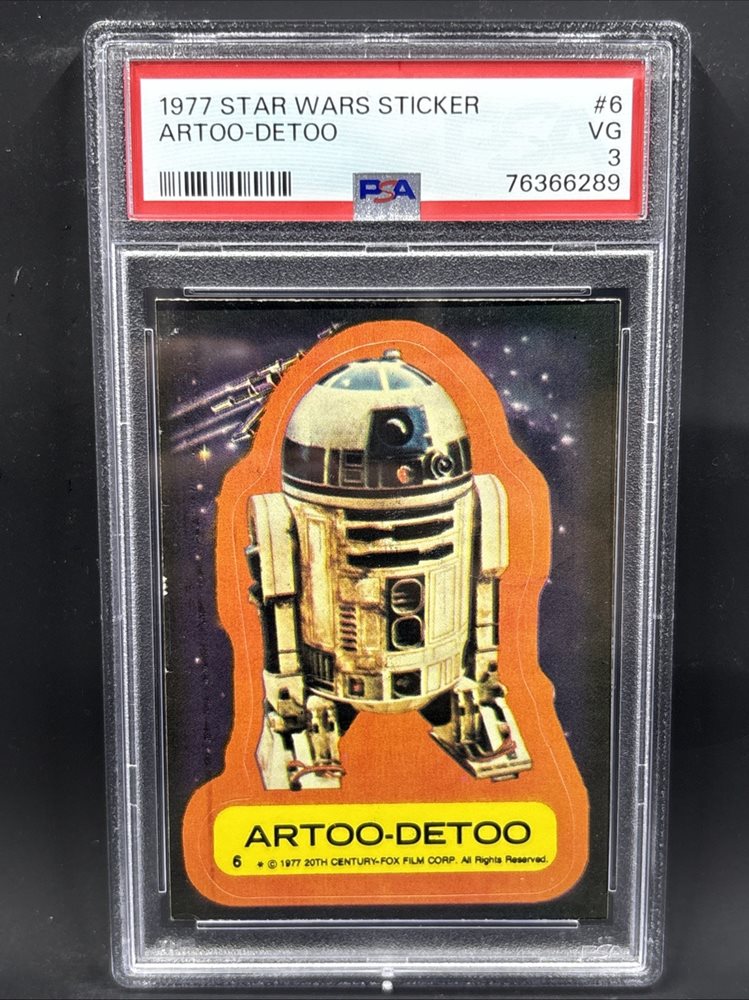 1977 STAR WARS STICKER #6
ARTOO-DETOO VG
3
PSA 76366289
ARTOO-DETOO
6 * © 1977 20TH CENTURY-FOX FILM CORP. All Rights Reserved.